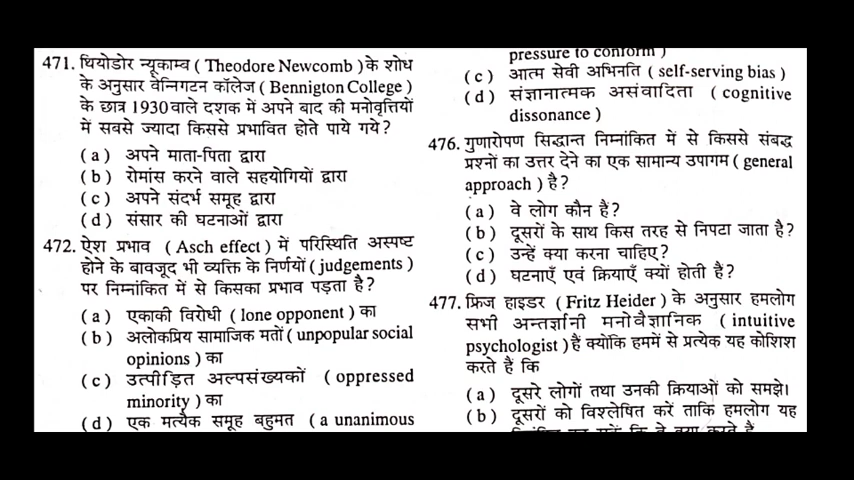 471. थियोडोर न्यूकाम्व ( Theodore Newcomb ) के शोध
के अनुसार वेन्निगटन कॉलेज ( Bennigton College )
के छात्र 1930 वाले दशक में अपने बाद की मनोवृत्तियों
में सबसे ज्यादा किससे प्रभावित होते पाये गये ?
( a ) अपने माता-पिता द्वारा
( b ) रोमांस करने वाले सहयोगियों द्वारा
( c ) अपने संदर्भ समूह द्वारा
( d ) संसार की घटनाओं द्वारा
472. ऐश प्रभाव ( Asch effect ) में परिस्थिति अस्पष्ट
होने के बावजूद भी व्यक्ति के निर्णयों ( judgements )
पर निम्नांकित में से किसका प्रभाव पड़ता है ?
( a ) एकाकी विरोधी ( lone opponent ) का
( b ) अलोकप्रिय सामाजिक मतों ( unpopular social
opinions ) का
( c ) उत्पीड़ित अल्पसंख्यकों ( oppressed
minority ) का
( d ) एक मत्यैक समूह बहुमत ( a unanimous
pressure to conform )
( c ) आत्म सेवी अभिनति ( self-serving bias )
( d ) संज्ञानात्मक असंवादिता ( cognitive
dissonance )
476. गुणारोपण सिद्धान्त निम्नांकित में से किससे संबद्ध
प्रश्नों का उत्तर देने का एक सामान्य उपागम ( general
approach ) है ?
( a ) वे लोग कौन हैं ?
( b ) दूसरों के साथ किस तरह से निपटा जाता है ?
( c ) उन्हें क्या करना चाहिए ?
( d ) घटनाएँ एवं क्रियाएँ क्यों होती हैं ?
477. फ्रिज हाइडर ( Fritz Heider ) के अनुसार हमलोग
सभी अन्तर्ज्ञानी मनोवैज्ञानिक ( intuitive
psychologist ) हैं क्योंकि हममें से प्रत्येक यह कोशिश
करते हैं कि
( a ) दूसरे लोगों तथा उनकी क्रियाओं को समझे।
( b ) दूसरों को विश्लेषित करें ताकि हमलोग यह